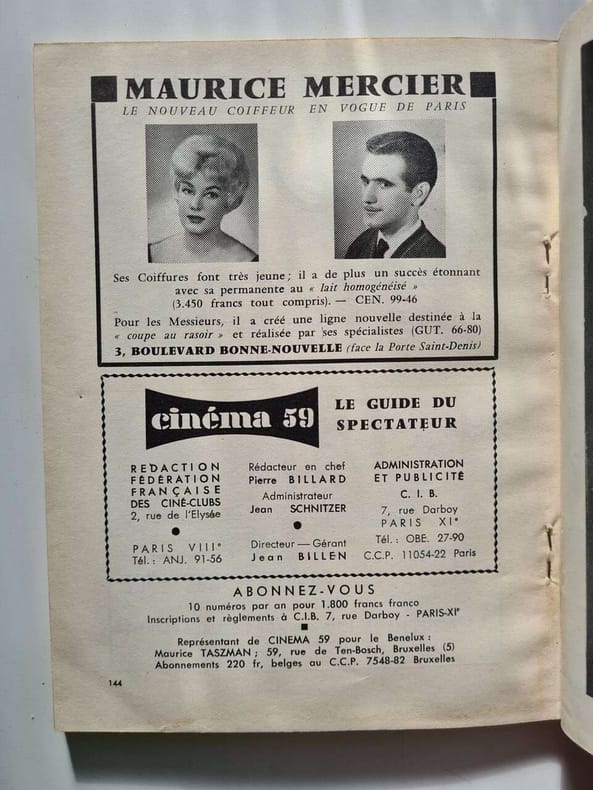 MAURICE MERCIER
LE NOUVEAU COIFFEUR EN VOGUE DE PARIS
Ses Coiffures font très jeune ; il a de plus un succès étonnant
avec sa permanente au « lait homogénéisé »
(3.450 francs tout compris). — CEN. 99-46
Pour les Messieurs, il a créé une ligne nouvelle destinée à la
« coupe au rasoir » et réalisée par ses spécialistes (GUT. 66-80)
3, BOULEVARD BONNE-NOUVELLE (face la Porte Saint-Denis)
cinéma 59
LE GUIDE DU
SPECTATEUR
REDACTION
FÉDÉRATION
FRANÇAISE
DES CINÉ-CLUBS
2, rue de l'Elysée
PARIS VIIIe
Tél. : ANJ. 91-56
Rédacteur en chef
Pierre BILLARD
Administrateur
Jean SCHNITZER
Directeur — Gérant
Jean BILLEN
ADMINISTRATION
ET PUBLICITÉ
C. I. B.
7, rue Darboy
PARIS XIe
Tél. : OBE. 27-90
C.C.P. 11054-22 Paris
ABONNEZ-VOUS
10 numéros par an pour 1.800 francs franco
Inscriptions et règlements à C.I.B. 7, rue Darboy - PARIS-XIe
Représentant de CINEMA 59 pour le Benelux :
Maurice TASZMAN ; 59, rue de Ten-Bosch, Bruxelles (5)
Abonnements 220 fr, belges au C.C.P. 7548-82 Bruxelles
144